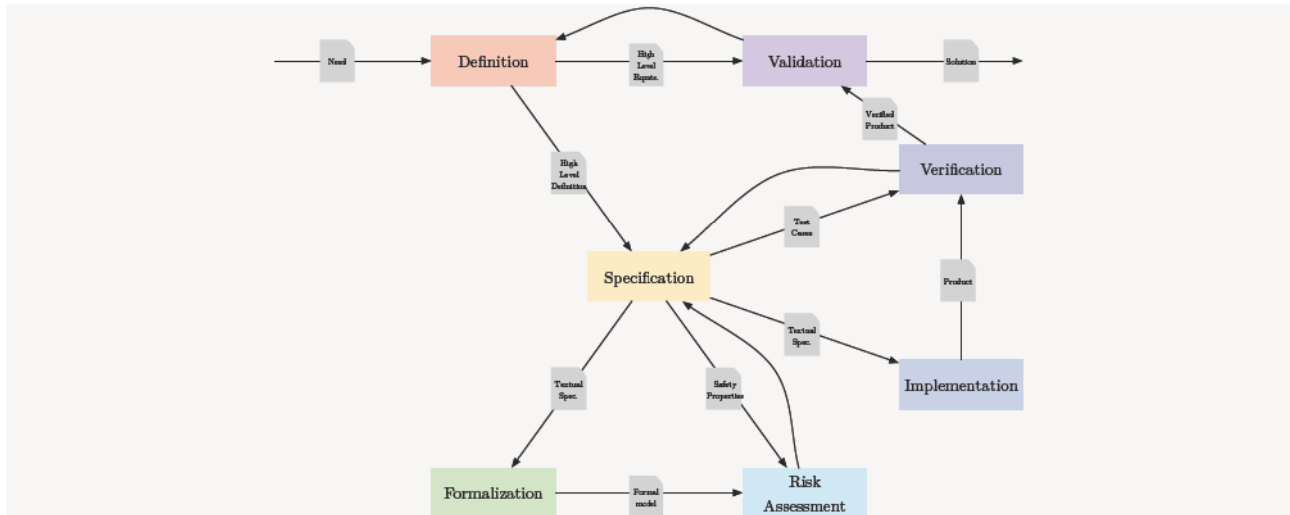 Need
Definition
High
Level
Rqmts.
Validation
Solution
Verified
Product
Verification
High
Level
Definition
Test
Cases
Specification
Product
Textual
Spec.
Implementation
Textual
Spec.
Safety
Properties
Formalization
Formal
model
Risk
Assessment